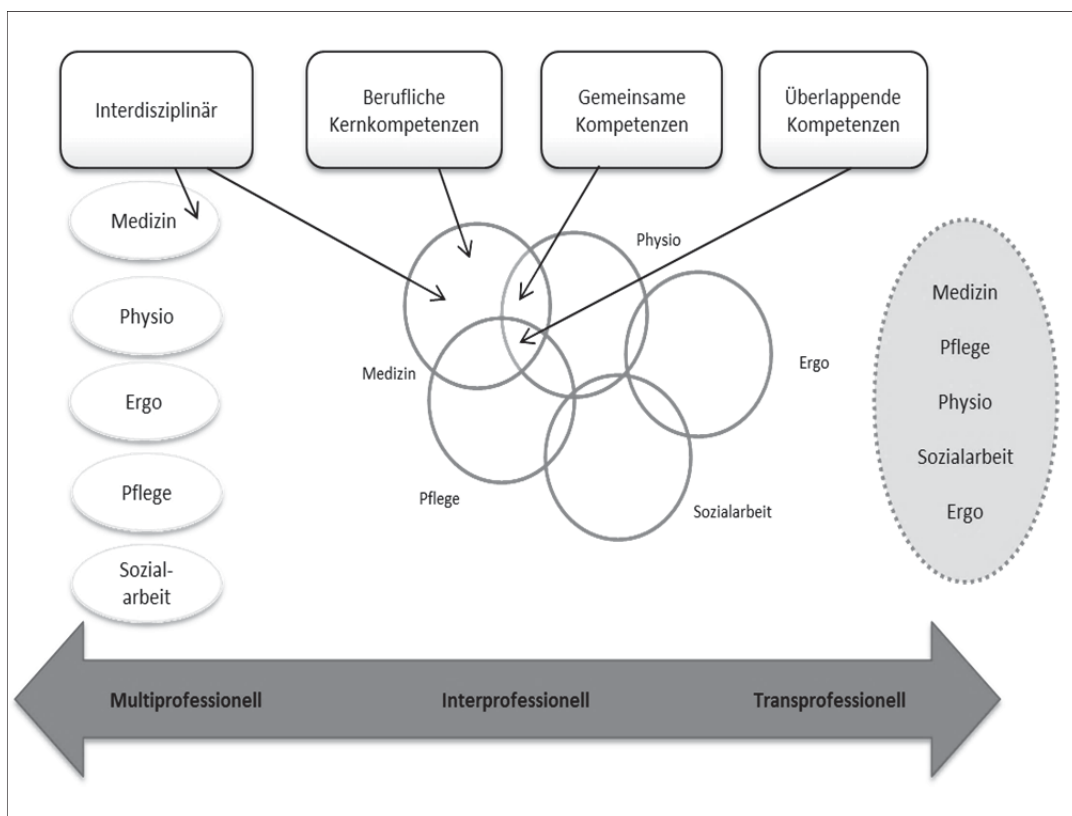 Interdisziplinär
Berufliche
Kernkompetenzen
Gemeinsame
Kompetenzen
Überlappende
Kompetenzen
Medizin
Physio
Ergo
Pflege
Sozial-
arbeit
Physio
Medizin
Ergo
Pflege
Sozialarbeit
Medizin
Pflege
Physio
Sozialarbeit
Ergo
Multiprofessionell
Interprofessionell
Transprofessionell